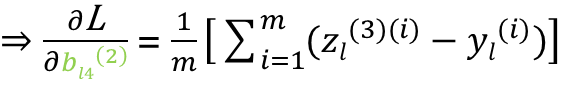 ⇒ ∂L/∂b_{l4}^{(2)} = 1/m [ ∑_{i=1}^{m} (z_l^{(3)(i)} − y_l^{(i)}) ]